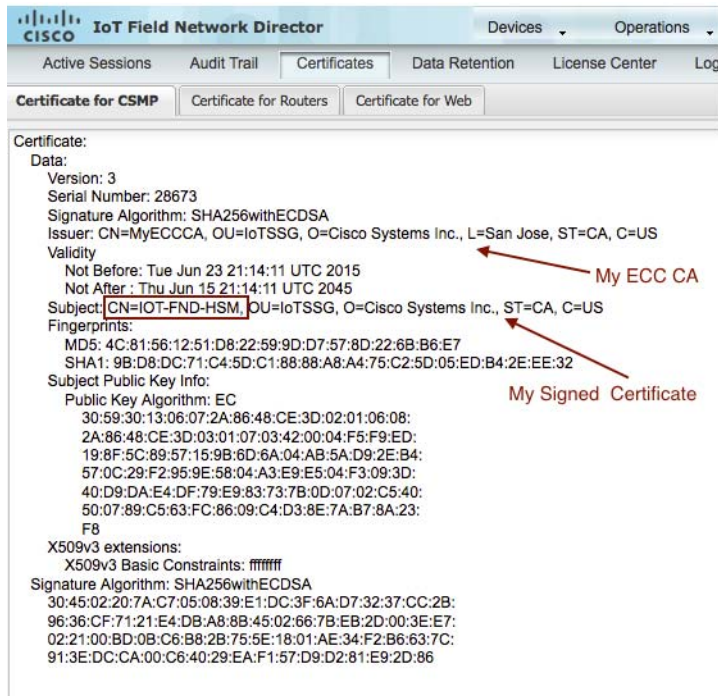 CISCO IoT Field Network Director Devices Operations
Active Sessions Audit Trail Certificates Data Retention License Center Log
Certificate for CSMP Certificate for Routers Certificate for Web
Certificate:
Data:
Version: 3
Serial Number: 28673
Signature Algorithm: SHA256withECDSA
Issuer: CN=MyECCCA, OU=IoTSSG, O=Cisco Systems Inc., L=San Jose, ST=CA, C=US
Validity
Not Before: Tue Jun 23 21:14:11 UTC 2015
My ECC CA
Not After : Thu Jun 15 21:14:11 UTC 2045
Subject: CN=IOT-FND-HSM, OU=IoTSSG, O=Cisco Systems Inc., ST=CA, C=US
Fingerprints:
MD5: 4C:81:56:12:51:D8:22:59:9D:D7:57:8D:22:6B:B6:E7
SHA1: 9B:D8:DC:71:C4:5D:C1:88:88:A8:A4:75:C2:5D:05:ED:B4:2E:EE:32
Subject Public Key Info:
My Signed Certificate
Public Key Algorithm: EC
30:59:30:13:06:07:2A:86:48:CE:3D:02:01:06:08:
2A:86:48:CE:3D:03:01:07:03:42:00:04:F5:F9:ED:
19:8F:5C:89:57:15:9B:6D:6A:04:AB:5A:D9:2E:B4:
57:0C:29:F2:95:9E:58:04:A3:E9:E5:04:F3:09:3D:
40:D9:DA:E4:DF:79:E9:83:73:7B:0D:07:02:C5:40:
50:07:89:C5:63:FC:86:09:C4:D3:8E:7A:B7:8A:23:
F8
X509v3 extensions:
X509v3 Basic Constraints: ffffffff
Signature Algorithm: SHA256withECDSA
30:45:02:20:7A:C7:05:08:39:E1:DC:3F:6A:D7:32:37:CC:2B:
96:36:CF:71:21:E4:DB:A8:8B:45:02:66:7B:EB:2D:00:3E:E7:
02:21:00:BD:0B:C6:B8:2B:75:5E:18:01:AE:34:F2:B6:63:7C:
91:3E:DC:CA:00:C6:40:29:EA:F1:57:D9:D2:81:E9:2D:86